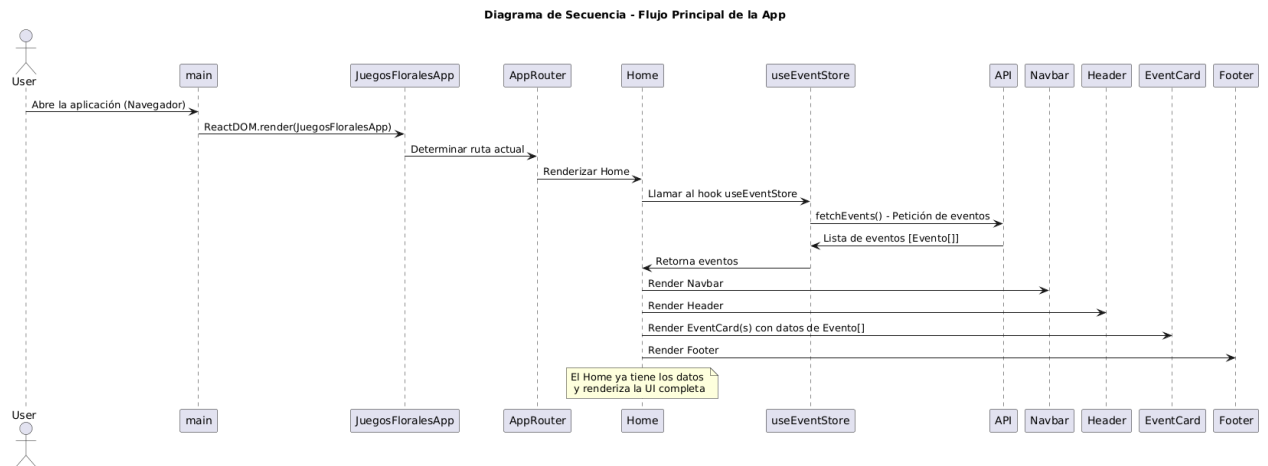 Diagrama de Secuencia - Flujo Principal de la App
User
main
JuegosFloralesApp
AppRouter
Home
useEventStore
API
Navbar
Header
EventCard
Footer
Abre la aplicación (Navegador)
ReactDOM.render(JuegosFloralesApp)
Determinar ruta actual
Renderizar Home
Llamar al hook useEventStore
fetchEvents() - Petición de eventos
Lista de eventos [Evento[]]
Retorna eventos
Render Navbar
Render Header
Render EventCard(s) con datos de Evento[]
Render Footer
El Home ya tiene los datos
y renderiza la UI completa
User
main
JuegosFloralesApp
AppRouter
Home
useEventStore
API
Navbar
Header
EventCard
Footer